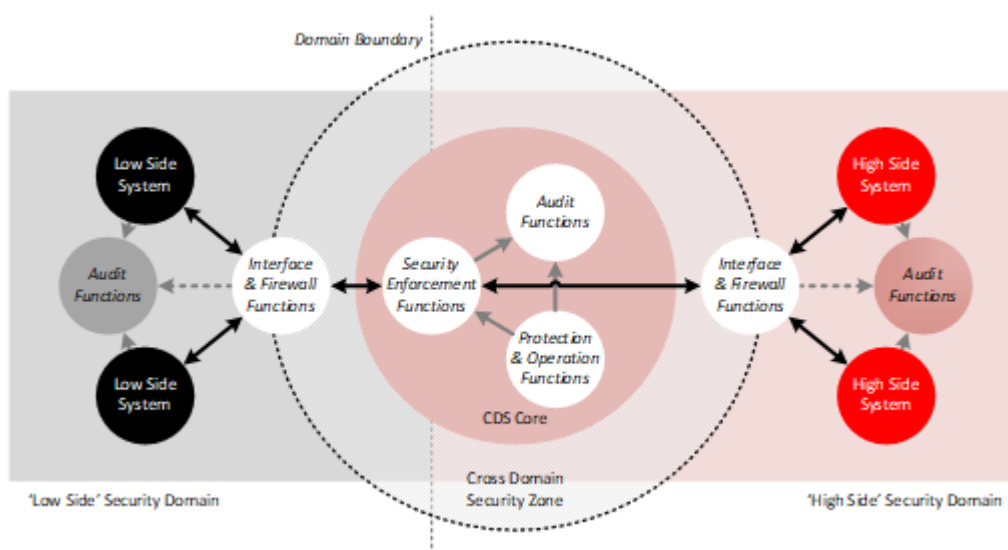 Domain Boundary
Low Side
System
High Side
System
Audit
Functions
Audit
Functions
Interface
& Firewall
Functions
Security
Enforcement
Functions
Interface
& Firewall
Functions
Audit
Functions
Protection
& Operation
Functions
Low Side
System
High Side
System
CDS Core
Cross Domain
Security Zone
'Low Side' Security Domain
'High Side' Security Domain